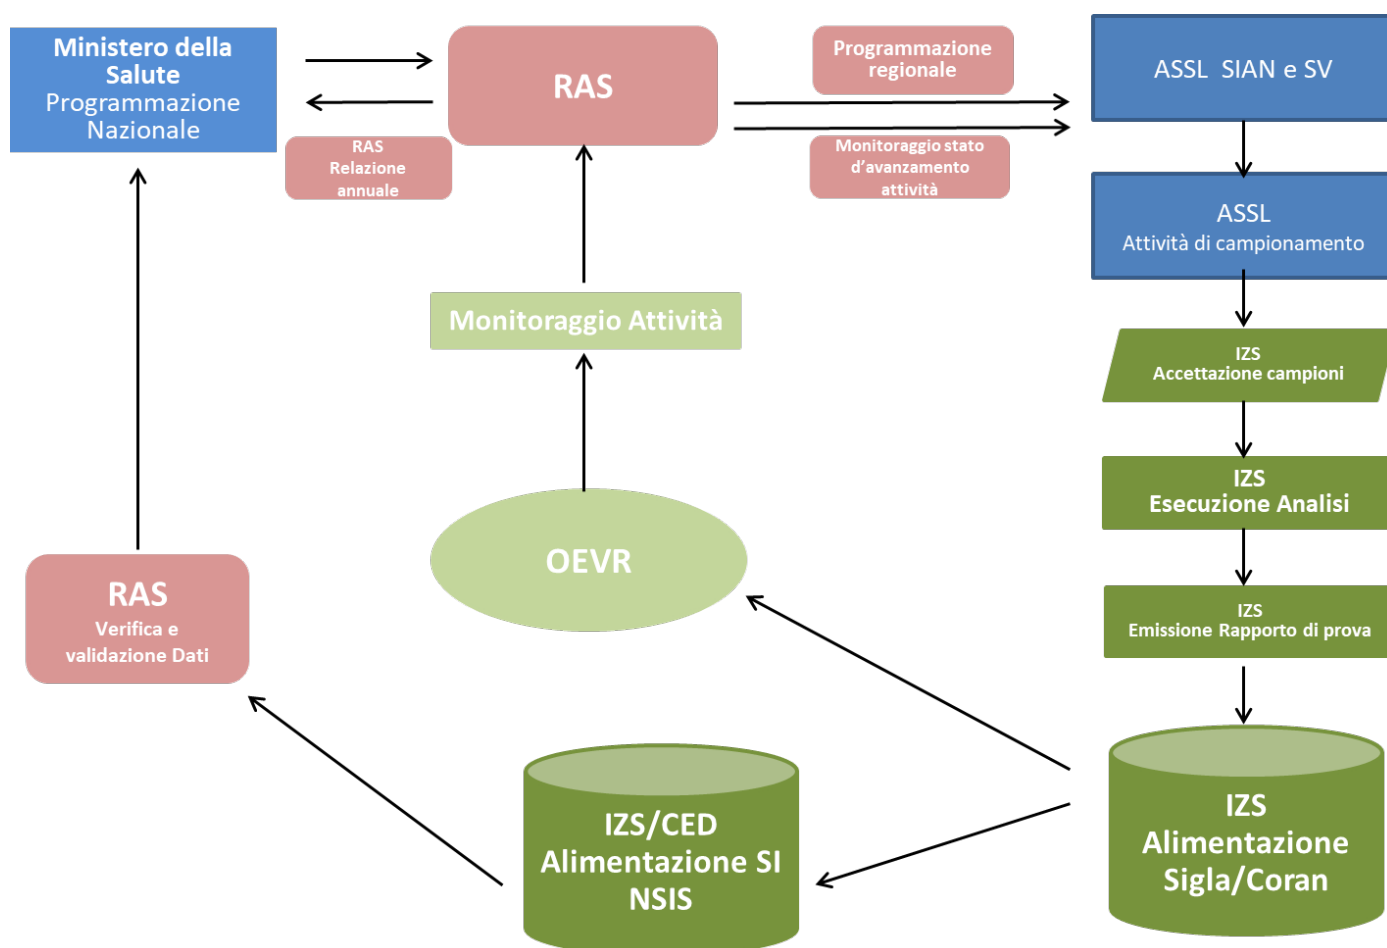 Ministero della
Salute
Programmazione
Nazionale
RAS
RAS
Relazione
annuale
Programmazione
regionale
Monitoraggio stato
d'avanzamento
attività
ASSL  SIAN e SV
ASSL
Attività di campionamento
IZS
Accettazione campioni
IZS
Esecuzione Analisi
IZS
Emissione Rapporto di prova
IZS
Alimentazione
Sigla/Coran
Monitoraggio Attività
OEVR
IZS/CED
Alimentazione SI
NSIS
RAS
Verifica e
validazione Dati